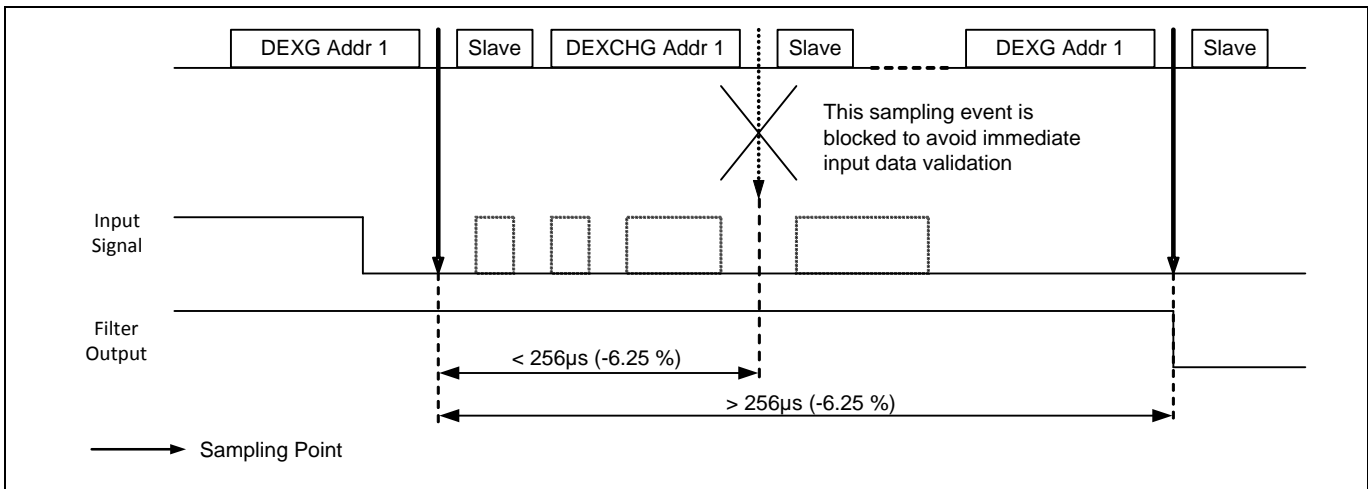 DEXG Addr 1
Slave
DEXCHG Addr 1
Slave
DEXG Addr 1
Slave
This sampling event is
blocked to avoid immediate
input data validation
Input
Signal
Filter
Output
< 256µs (-6.25 %)
> 256µs (-6.25 %)
Sampling Point